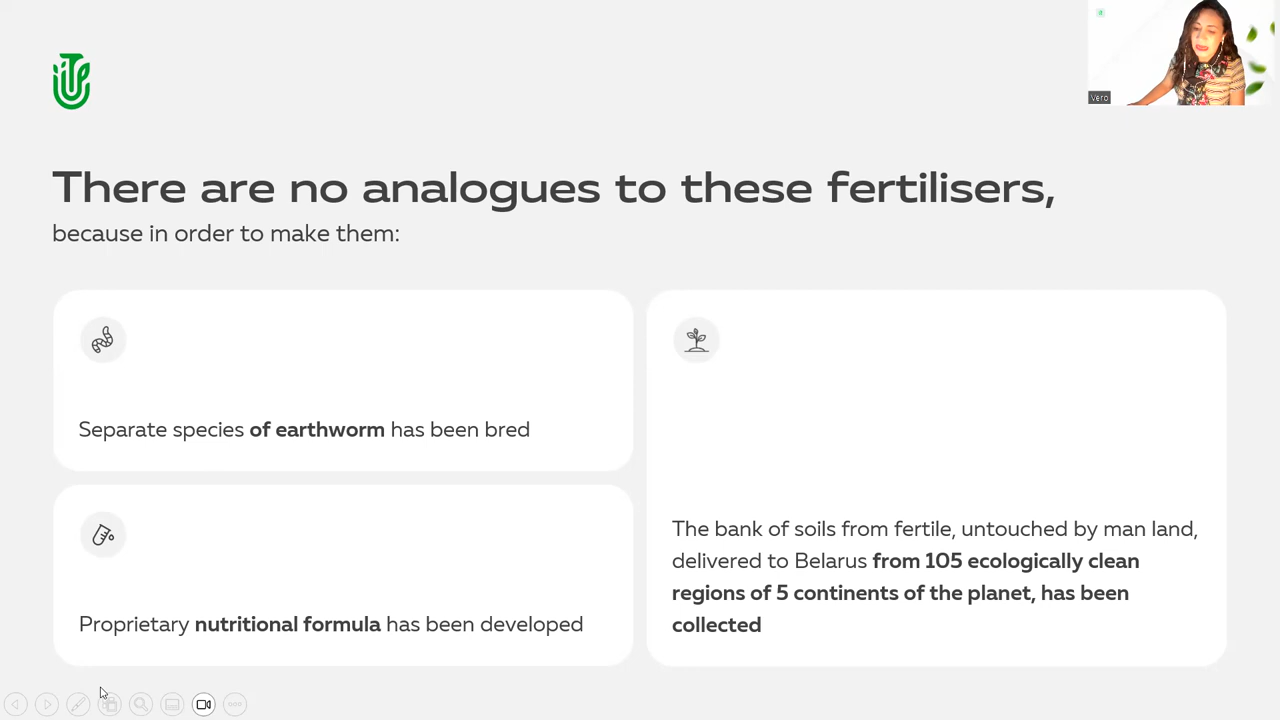 Vero
There are no analogues to these fertilisers,
because in order to make them:
Separate species of earthworm has been bred
Proprietary nutritional formula has been developed
The bank of soils from fertile, untouched by man land,
delivered to Belarus from 105 ecologically clean
regions of 5 continents of the planet, has been
collected